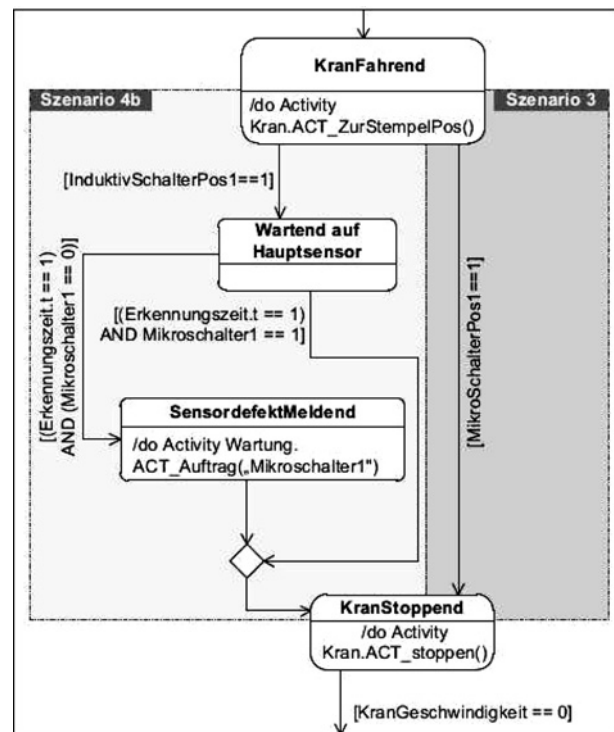 KranFahrend
Szenario 4b
Szenario 3
/do Activity
Kran.ACT_ZurStempelPos()
[InduktivSchalterPos1==1]
Wartend auf
Hauptsensor
[(Erkennungszeit.t == 1)
AND (Mikroschalter1 == 0)]
[(Erkennungszeit.t == 1)
AND Mikroschalter1 == 1]
[MikroSchalterPos1==1]
SensordefektMeldend
/do Activity Wartung.
ACT_Auftrag(„Mikroschalter1")
KranStoppend
/do Activity
Kran.ACT_stoppen()
[KranGeschwindigkeit == 0]